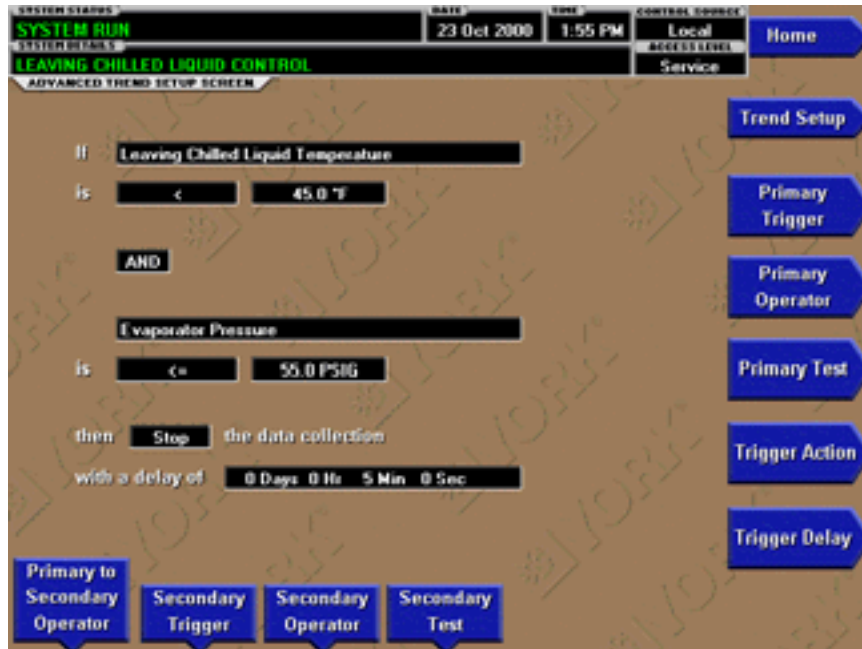 SYSTEM STATUS
SYSTEM RUN
DATE
23 Oct 2000
TIME
1:55 PM
CONTROL SOURCE
Local
SYSTEM DETAILS
LEAVING CHILLED LIQUID CONTROL
ACCESS LEVEL
Service
ADVANCED TREND SETUP SCREEN
Home
Trend Setup
Primary
Trigger
Primary
Operator
Primary Test
Trigger Action
Trigger Delay
If Leaving Chilled Liquid Temperature
is < 45.0 °F
AND
Evaporator Pressure
is <= 55.0 PSIG
then Stop the data collection
with a delay of 0 Days 0 Hr 5 Min 0 Sec
Primary to
Secondary
Operator
Secondary
Trigger
Secondary
Operator
Secondary
Test
YORK